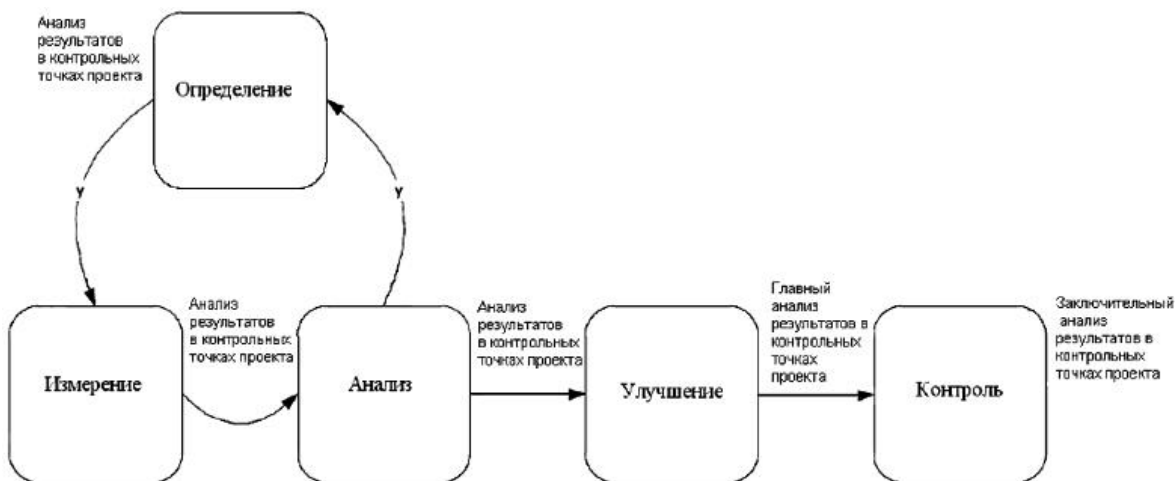 Анализ
результатов
в контрольных
точках проекта
Определение
Измерение
Анализ
результатов
в контрольных
точках проекта
Анализ
Анализ
результатов
в контрольных
точках проекта
Улучшение
Главный
анализ
результатов в
контрольных
точках
проекта
Контроль
Заключительный
анализ
результатов в
контрольных
точках проекта